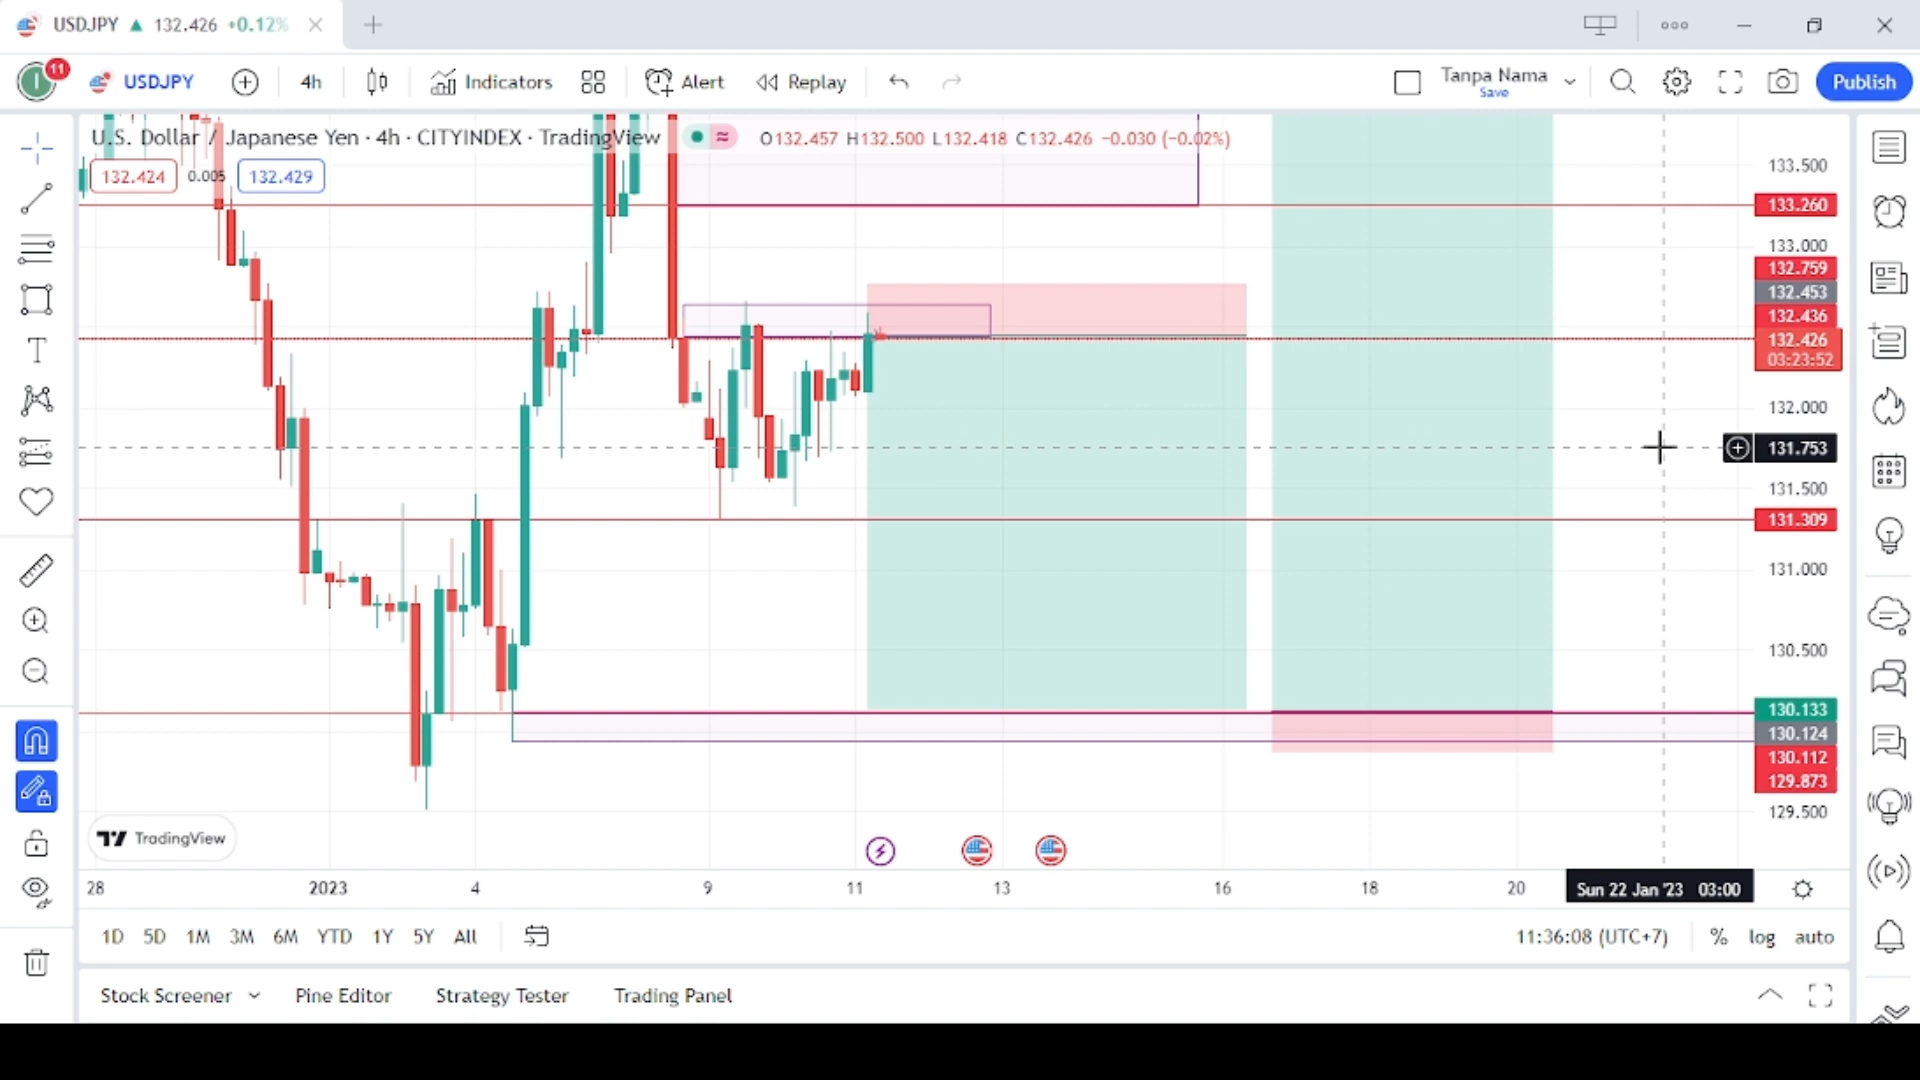 USDJPY ▲ 132.426 +0.12%
11
USDJPY 4h Indicators Alert Replay Tanpa Nama Save Publish
U.S. Dollar / Japanese Yen · 4h · CITYINDEX · TradingView O132.457 H132.500 L132.418 C132.426 −0.030 (−0.02%)
132.424 0.005 132.429
133.500
133.260
133.000
132.759
132.453
132.436
132.426
03:23:52
132.000
131.753
131.500
131.309
131.000
130.500
130.133
130.124
130.112
129.873
129.500
TradingView
28 2023 4 9 11 13 16 18 20 Sun 22 Jan '23 03:00
1D 5D 1M 3M 6M YTD 1Y 5Y All 11:36:08 (UTC+7) % log auto
Stock Screener Pine Editor Strategy Tester Trading Panel